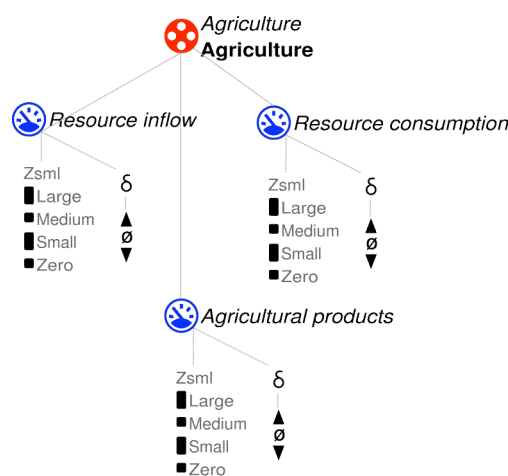 Agriculture
Agriculture
Resource inflow
Zsml
Large
Medium
Small
Zero
δ
ø
Resource consumption
Zsml
Large
Medium
Small
Zero
δ
ø
Agricultural products
Zsml
Large
Medium
Small
Zero
δ
ø